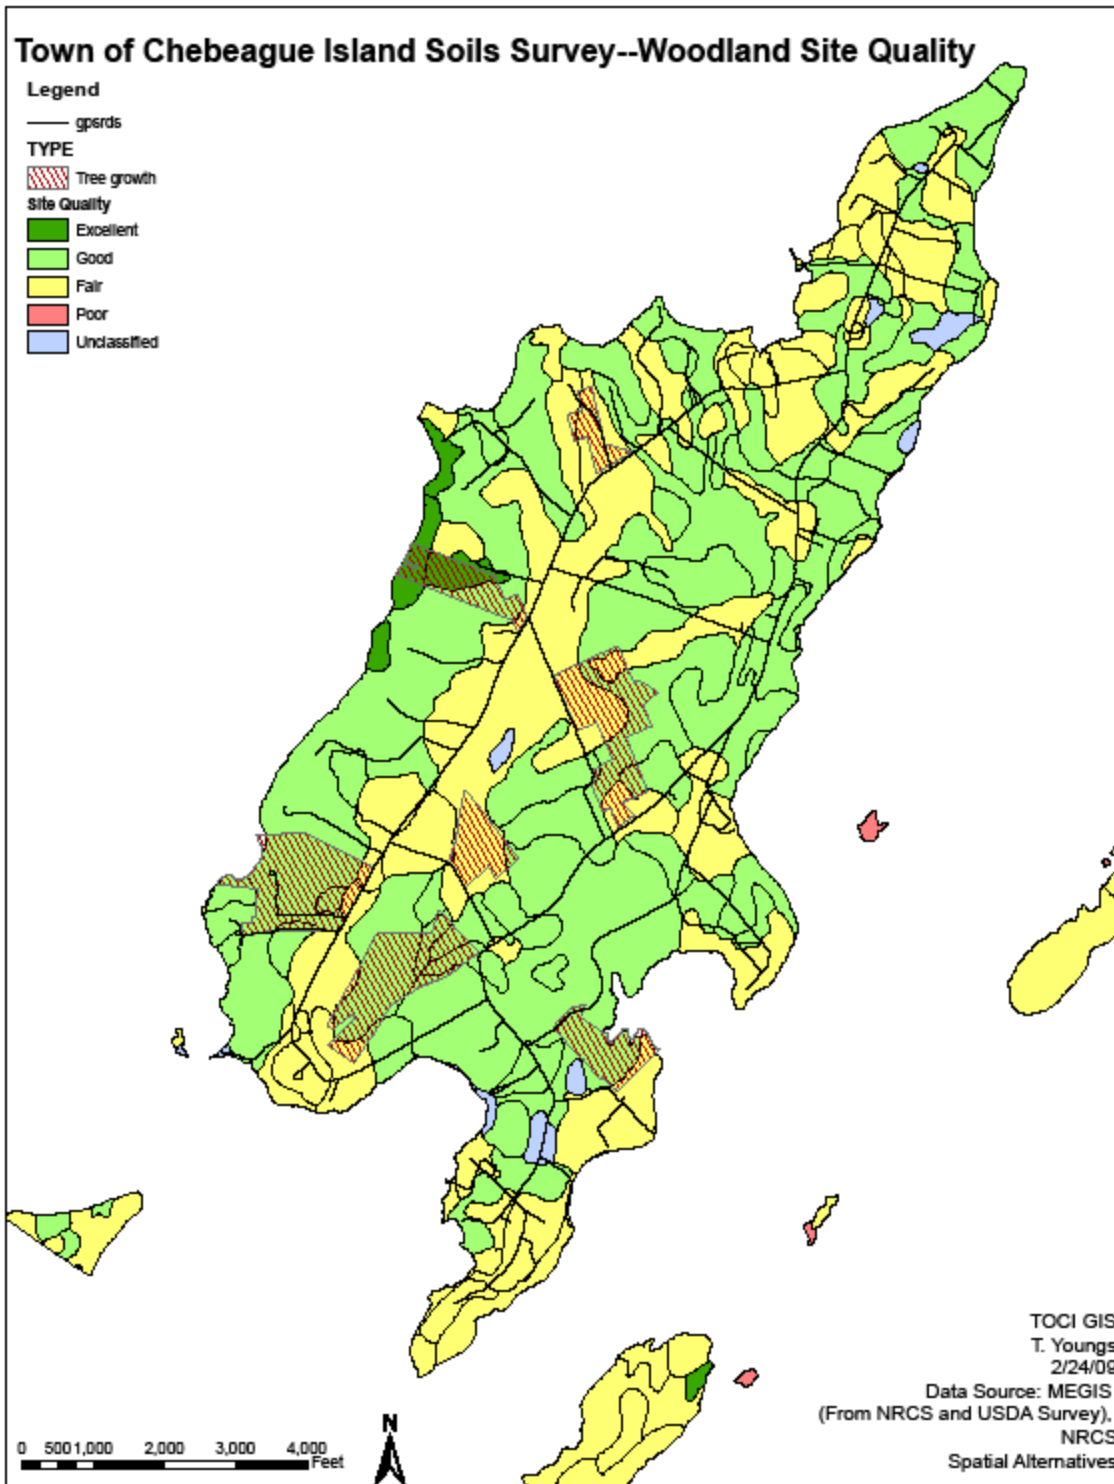 Town of Chebeague Island Soils Survey--Woodland Site Quality
Legend
gpsrds
TYPE
Tree growth
Site Quality
Excellent
Good
Fair
Poor
Unclassified
TOCI GIS
T. Youngs
2/24/09
Data Source: MEGIS
(From NRCS and USDA Survey),
NRCS
Spatial Alternatives
N
0 500 1,000 2,000 3,000 4,000
Feet